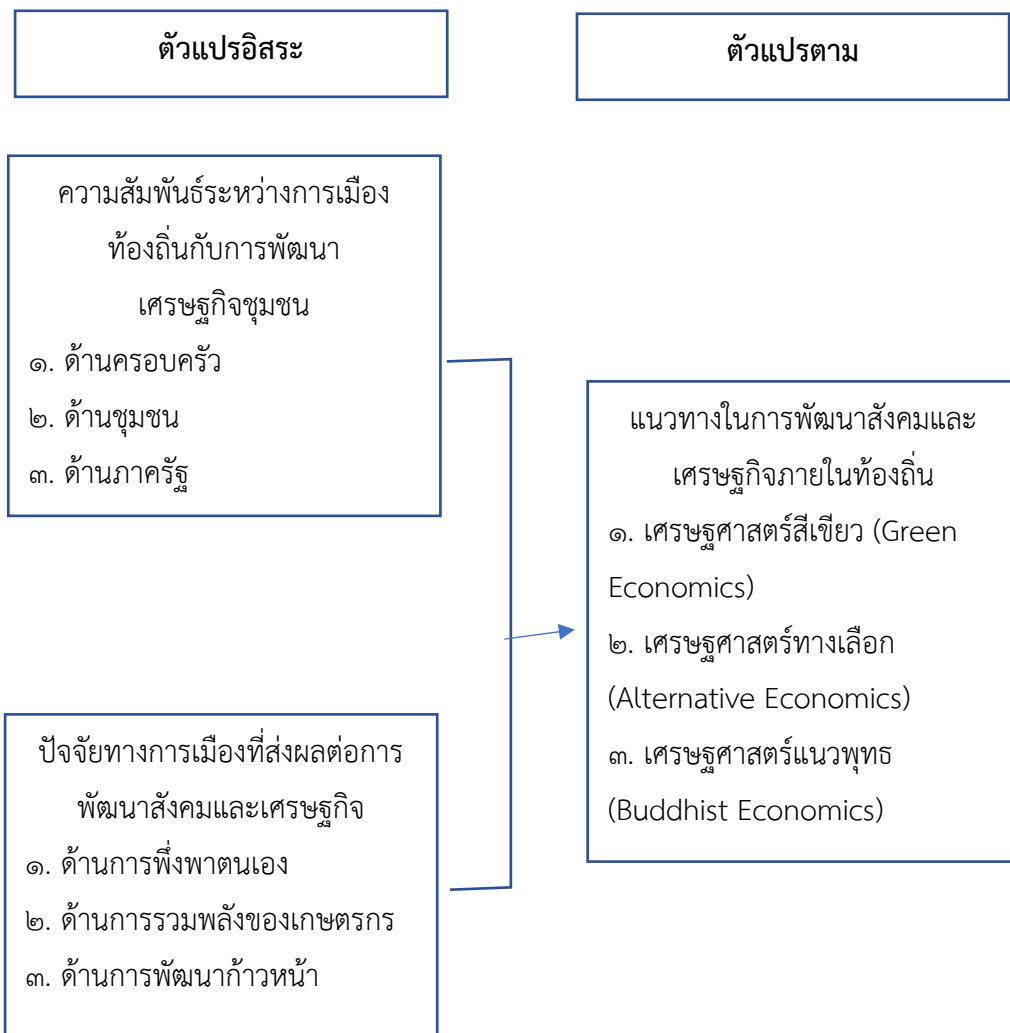 ตัวแปรอิสระ
ตัวแปรตาม
ความสัมพันธ์ระหว่างการเมือง
ท้องถิ่นกับการพัฒนา
เศรษฐกิจชุมชน
๑. ด้านครอบครัว
๒. ด้านชุมชน
๓. ด้านภาครัฐ
ปัจจัยทางการเมืองที่ส่งผลต่อการ
พัฒนาสังคมและเศรษฐกิจ
๑. ด้านการพึ่งพาตนเอง
๒. ด้านการรวมพลังของเกษตรกร
๓. ด้านการพัฒนาก้าวหน้า
แนวทางในการพัฒนาสังคมและ
เศรษฐกิจภายในท้องถิ่น
๑. เศรษฐศาสตร์สีเขียว (Green
Economics)
๒. เศรษฐศาสตร์ทางเลือก
(Alternative Economics)
๓. เศรษฐศาสตร์แนวพุทธ
(Buddhist Economics)